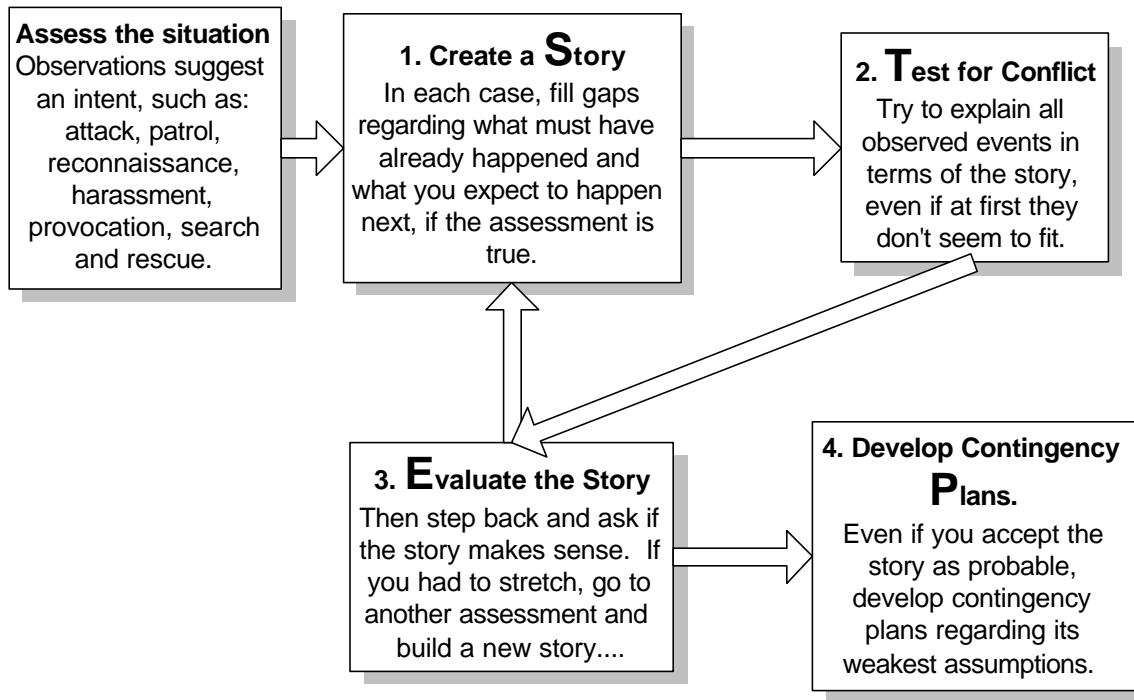 Assess the situation
Observations suggest
an intent, such as:
attack, patrol,
reconnaissance,
harassment,
provocation, search
and rescue.
1. Create a Story
In each case, fill gaps
regarding what must have
already happened and
what you expect to happen
next, if the assessment is
true.
2. Test for Conflict
Try to explain all
observed events in
terms of the story,
even if at first they
don't seem to fit.
3. Evaluate the Story
Then step back and ask if
the story makes sense.  If
you had to stretch, go to
another assessment and
build a new story....
4. Develop Contingency
Plans.
Even if you accept the
story as probable,
develop contingency
plans regarding its
weakest assumptions.